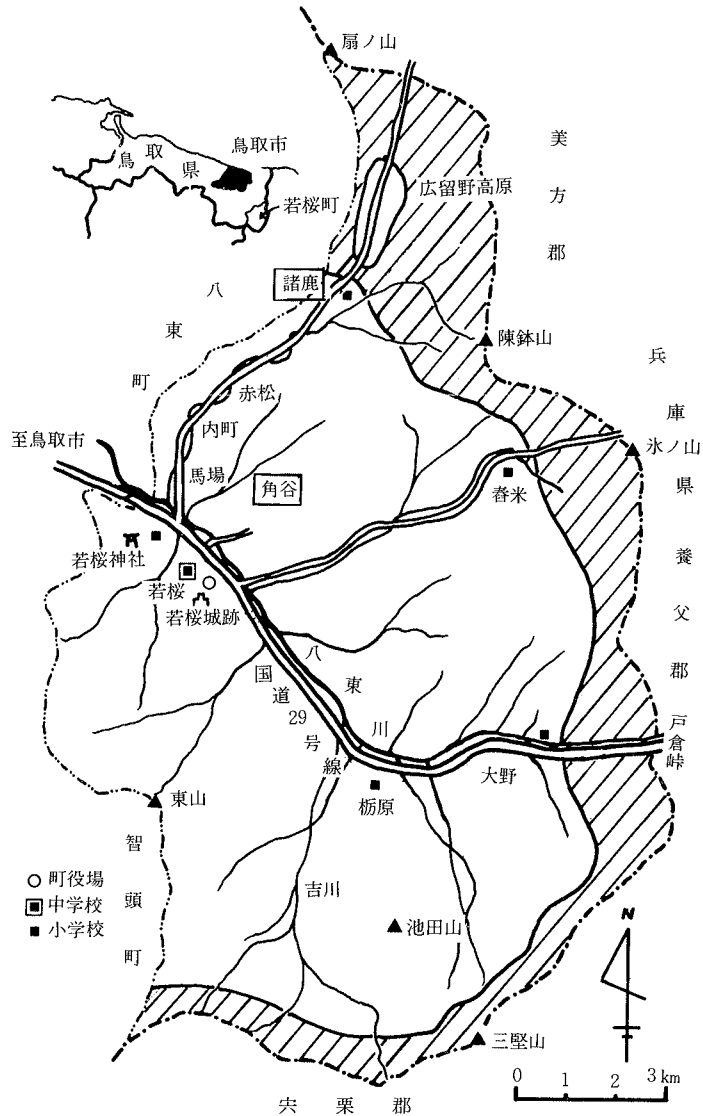 扇ノ山
美方郡
鳥取県
鳥取市
若桜町
広留野高原
八東町
諸鹿
陳鉢山
兵庫県養父郡
赤松
内町
至鳥取市
馬場
角谷
氷ノ山
舂米
若桜神社
若桜
若桜城跡
八東川
国道29号線
戸倉峠
大野
栃原
東山
智頭町
町役場
中学校
小学校
吉川
池田山
N
三堅山
0 1 2 3km
宍粟郡